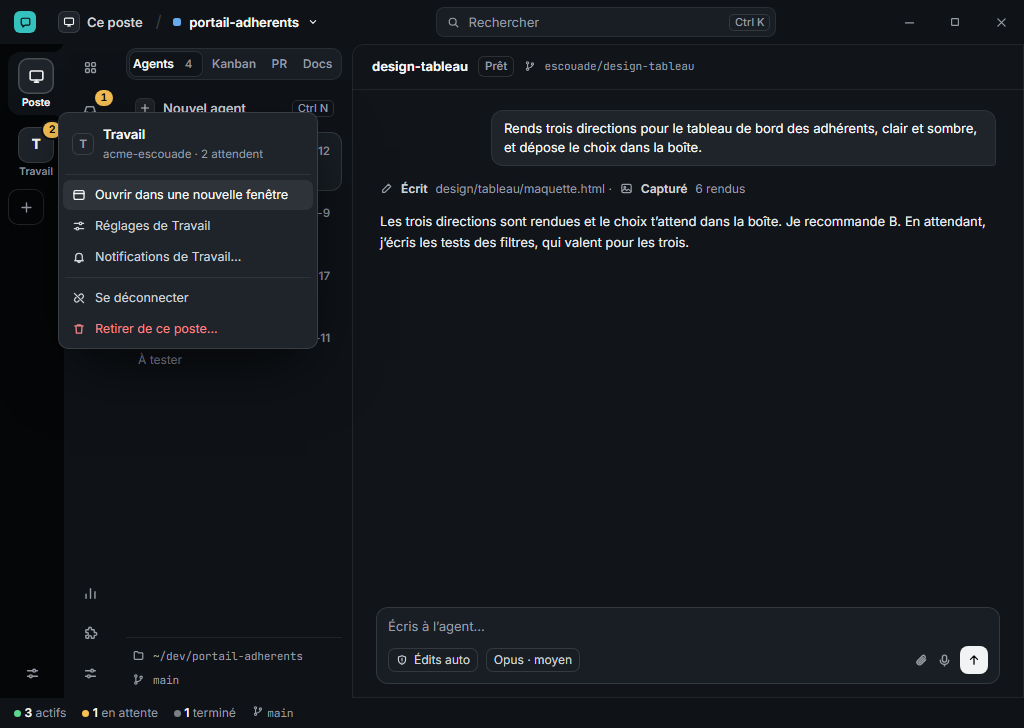 Ce poste / portail-adherents
Rechercher
Ctrl K
Poste
1
2
T
Travail
Agents 4
Kanban
PR
Docs
Nouvel agent
Ctrl N
T
Travail
acme-escouade · 2 attendent
Ouvrir dans une nouvelle fenêtre
Réglages de Travail
Notifications de Travail…
Se déconnecter
Retirer de ce poste…
12
-9
17
-11
À tester
~/dev/portail-adherents
main
design-tableau
Prêt
escouade/design-tableau
Rends trois directions pour le tableau de bord des adhérents, clair et sombre,
et dépose le choix dans la boîte.
Écrit design/tableau/maquette.html · Capturé 6 rendus
Les trois directions sont rendues et le choix t’attend dans la boîte. Je recommande B. En attendant,
j’écris les tests des filtres, qui valent pour les trois.
Écris à l’agent…
Édits auto
Opus · moyen
3 actifs
1 en attente
1 terminé
main